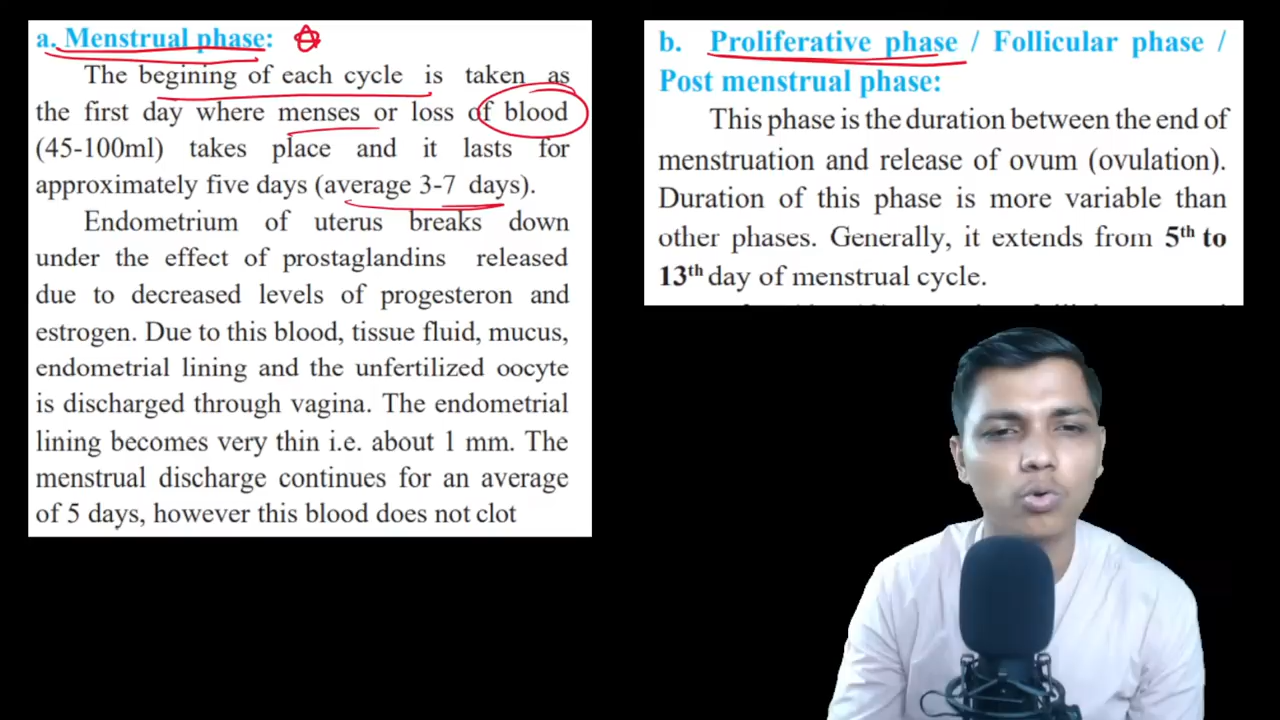 a. Menstrual phase:
The begining of each cycle is taken as
the first day where menses or loss of blood
(45-100ml) takes place and it lasts for
approximately five days (average 3-7 days).
Endometrium of uterus breaks down
under the effect of prostaglandins released
due to decreased levels of progesteron and
estrogen. Due to this blood, tissue fluid, mucus,
endometrial lining and the unfertilized oocyte
is discharged through vagina. The endometrial
lining becomes very thin i.e. about 1 mm. The
menstrual discharge continues for an average
of 5 days, however this blood does not clot
b. Proliferative phase / Follicular phase /
Post menstrual phase:
This phase is the duration between the end of
menstruation and release of ovum (ovulation).
Duration of this phase is more variable than
other phases. Generally, it extends from 5th to
13th day of menstrual cycle.